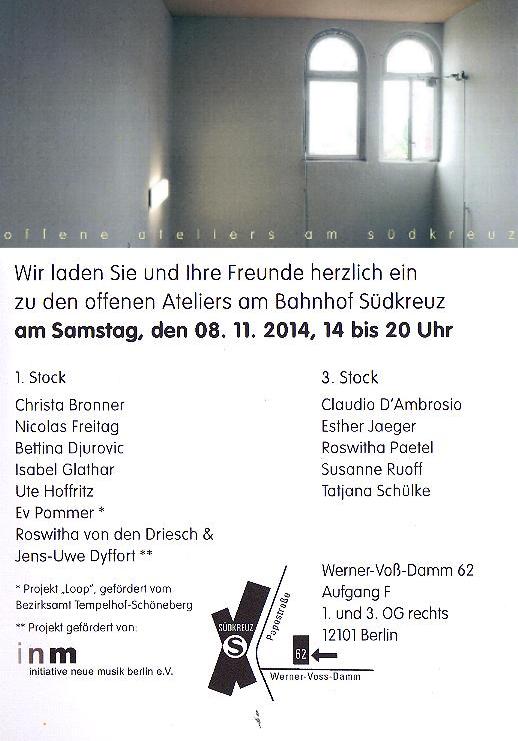 offene ateliers am südkreuz
Wir laden Sie und Ihre Freunde herzlich ein
zu den offenen Ateliers am Bahnhof Südkreuz
am Samstag, den 08. 11. 2014, 14 bis 20 Uhr
1. Stock
Christa Bronner
Nicolas Freitag
Bettina Djurovic
Isabel Glathar
Ute Hoffritz
Ev Pommer *
Roswitha von den Driesch &
Jens-Uwe Dyffort **
* Projekt „Loop", gefördert vom
Bezirksamt Tempelhof-Schöneberg
** Projekt gefördert von:
inm
initiative neue musik berlin e.V.
3. Stock
Claudio D'Ambrosio
Esther Jaeger
Roswitha Paetel
Susanne Ruoff
Tatjana Schülke
Werner-Voß-Damm 62
Aufgang F
1. und 3. OG rechts
12101 Berlin
SÜDKREUZ
S
Papestraße
62
Werner-Voss-Damm